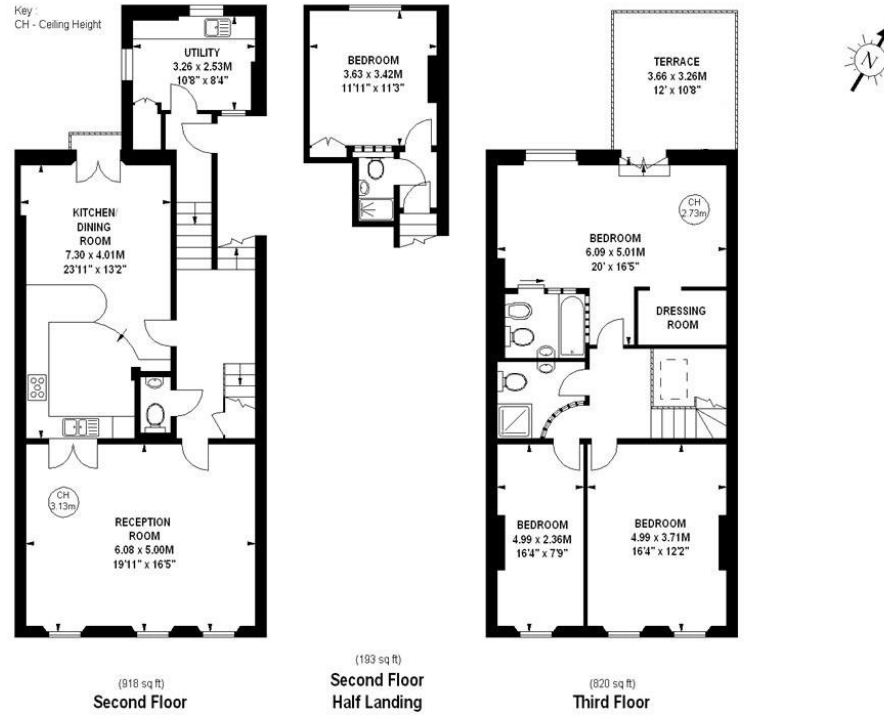 Key :
CH - Ceiling Height
UTILITY
3.26 x 2.53M
10'8" x 8'4"
KITCHEN/
DINING
ROOM
7.30 x 4.01M
23'11" x 13'2"
CH
3.13m
RECEPTION
ROOM
6.08 x 5.00M
19'11" x 16'5"
(918 sq ft)
Second Floor
BEDROOM
3.63 x 3.42M
11'11" x 11'3"
(193 sq ft)
Second Floor
Half Landing
TERRACE
3.66 x 3.26M
12' x 10'8"
CH
2.73m
BEDROOM
6.09 x 5.01M
20' x 16'5"
DRESSING
ROOM
BEDROOM
4.99 x 2.36M
16'4" x 7'9"
BEDROOM
4.99 x 3.71M
16'4" x 12'2"
(820 sq ft)
Third Floor
N